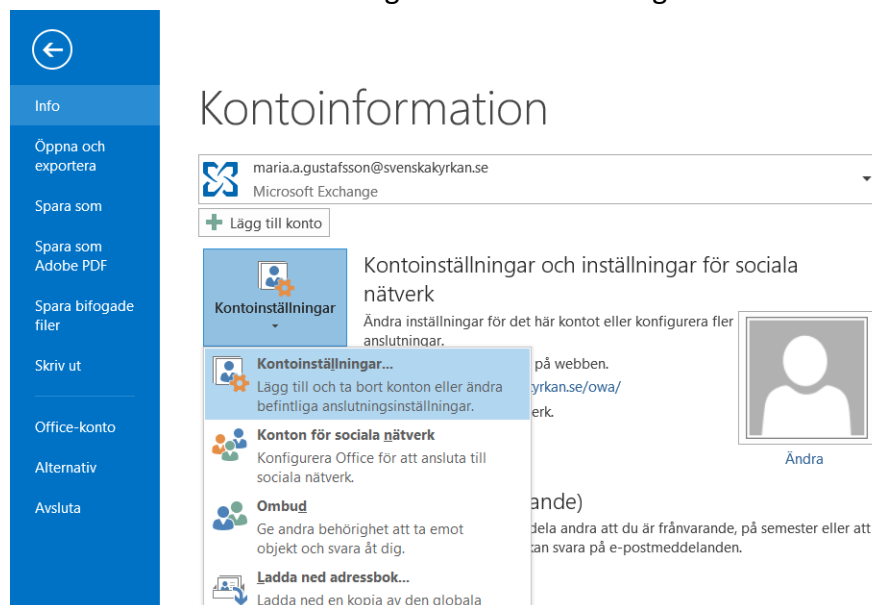 Info
Öppna och
exportera
Spara som
Spara som
Adobe PDF
Spara bifogade
filer
Skriv ut
Office-konto
Alternativ
Avsluta
Kontoinformation
maria.a.gustafsson@svenskakyrkan.se
Microsoft Exchange
Lägg till konto
Kontoinställningar
Kontoinställningar och inställningar för sociala
nätverk
Ändra inställningar för det här kontot eller konfigurera fler
anslutningar.
på webben.
yrkan.se/owa/
erk.
Ändra
Kontoinställningar...
Lägg till och ta bort konton eller ändra
befintliga anslutningsinställningar.
Konton för sociala nätverk
Konfigurera Office för att ansluta till
sociala nätverk.
Ombud
Ge andra behörighet att ta emot
objekt och svara åt dig.
Ladda ned adressbok...
Ladda ned en kopia av den globala
ande)
dela andra att du är frånvarande, på semester eller att
kan svara på e-postmeddelanden.